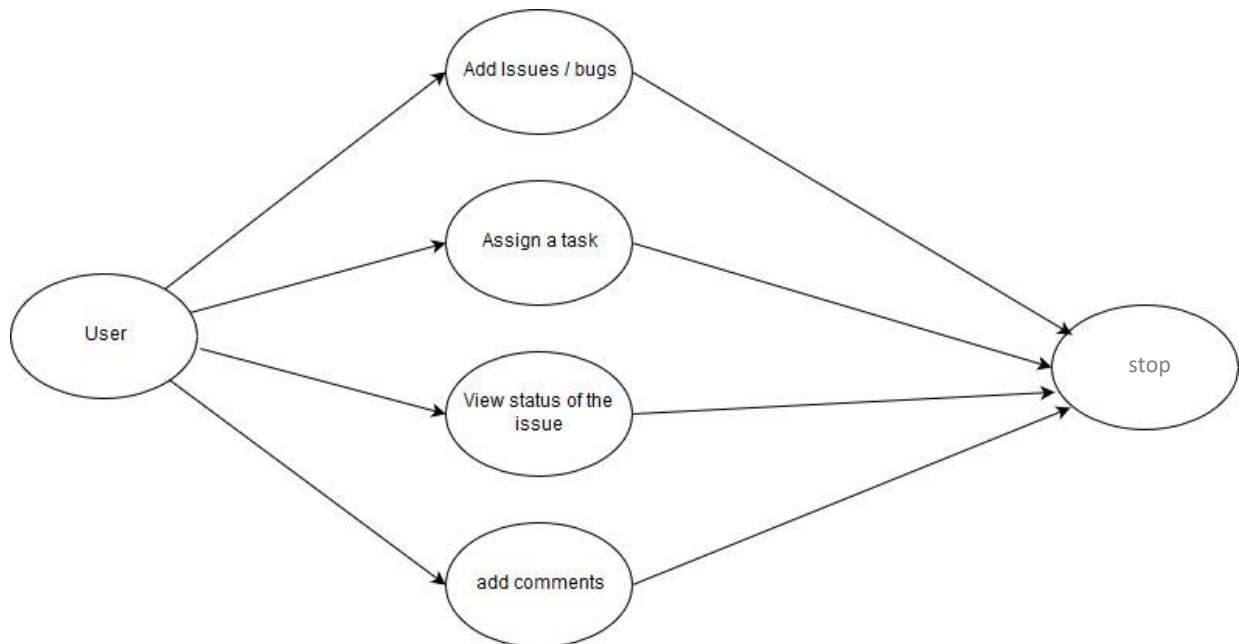 Add Issues / bugs
Assign a task
User
stop
View status of the
issue
add comments